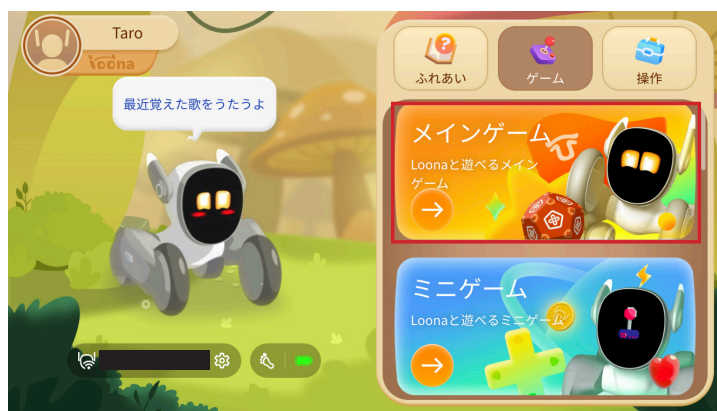 Taro
Loona
最近覚えた歌をうたうよ
ふれあい
ゲーム
操作
メインゲーム
Loonaと遊べるメイン
ゲーム
ミニゲーム
Loonaと遊べるミニゲーム